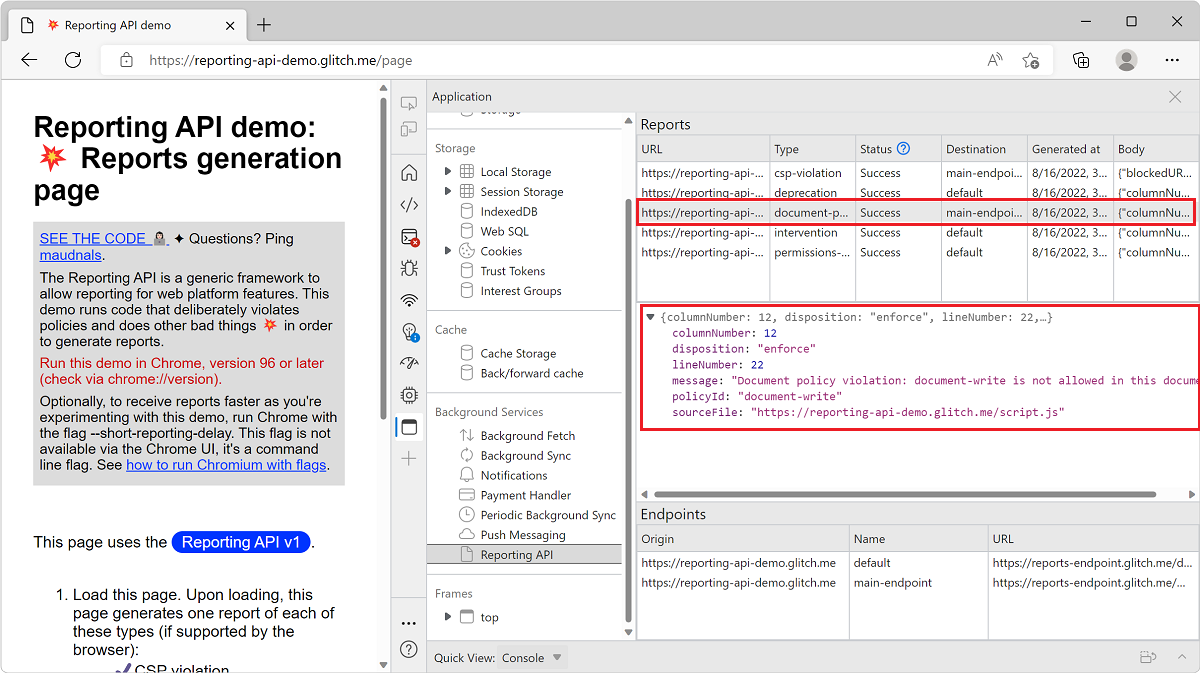 Reporting API demo
https://reporting-api-demo.glitch.me/page
Reporting API demo:
Reports generation
page
SEE THE CODE ✦ Questions? Ping
maudnals.
The Reporting API is a generic framework to
allow reporting for web platform features. This
demo runs code that deliberately violates
policies and does other bad things in order
to generate reports.
Run this demo in Chrome, version 96 or later
(check via chrome://version).
Optionally, to receive reports faster as you're
experimenting with this demo, run Chrome with
the flag --short-reporting-delay. This flag is not
available via the Chrome UI, it's a command
line flag. See how to run Chromium with flags.
This page uses the Reporting API v1.
1. Load this page. Upon loading, this
page generates one report of each of
these types (if supported by the
browser):
CSP violation
Application
Storage
Storage
Local Storage
Session Storage
IndexedDB
Web SQL
Cookies
Trust Tokens
Interest Groups
Cache
Cache Storage
Back/forward cache
Background Services
Background Fetch
Background Sync
Notifications
Payment Handler
Periodic Background Sync
Push Messaging
Reporting API
Frames
top
Reports
URL Type Status Destination Generated at Body
https://reporting-api-... csp-violation Success main-endpoi... 8/16/2022, 3... {"blockedUR...
https://reporting-api-... deprecation Success default 8/16/2022, 3... {"columnNu...
https://reporting-api-... document-p... Success main-endpoi... 8/16/2022, 3... {"columnNu...
https://reporting-api-... intervention Success default 8/16/2022, 3... {"columnNu...
https://reporting-api-... permissions-... Success default 8/16/2022, 3... {"columnNu...
{columnNumber: 12, disposition: "enforce", lineNumber: 22,…}
columnNumber: 12
disposition: "enforce"
lineNumber: 22
message: "Document policy violation: document-write is not allowed in this docume
policyId: "document-write"
sourceFile: "https://reporting-api-demo.glitch.me/script.js"
Endpoints
Origin Name URL
https://reporting-api-demo.glitch.me default https://reports-endpoint.glitch.me/d...
https://reporting-api-demo.glitch.me main-endpoint https://reports-endpoint.glitch.me/...
Quick View: Console